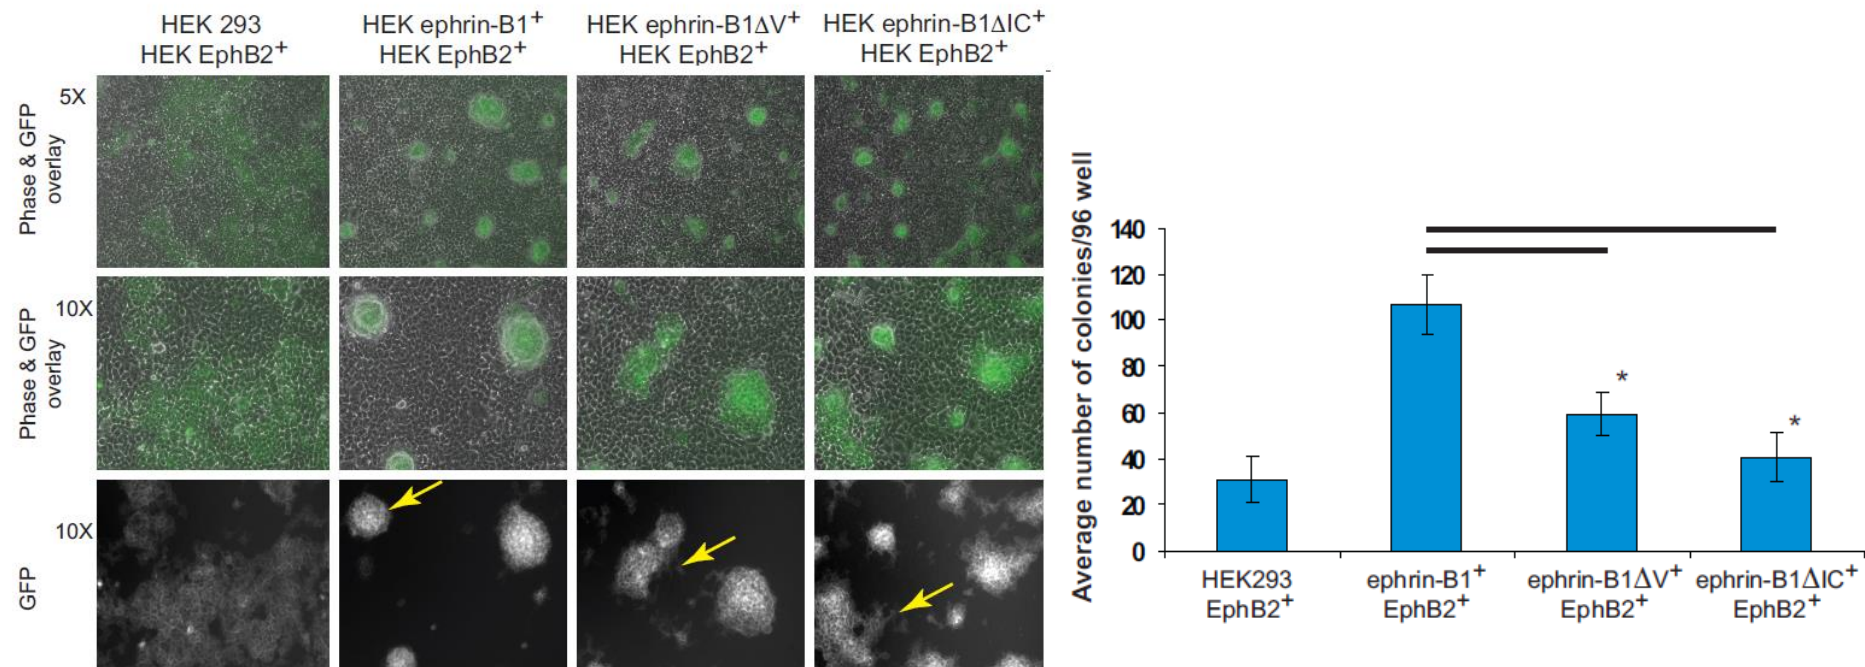 HEK 293
HEK EphB2+
HEK ephrin-B1+
HEK EphB2+
HEK ephrin-B1ΔV+
HEK EphB2+
HEK ephrin-B1ΔIC+
HEK EphB2+
Phase & GFP
overlay
5X
Phase & GFP
overlay
10X
GFP
10X
Average number of colonies/96 well
140
120
100
80
60
40
20
0
*
*
HEK293
EphB2+
ephrin-B1+
EphB2+
ephrin-B1ΔV+
EphB2+
ephrin-B1ΔIC+
EphB2+